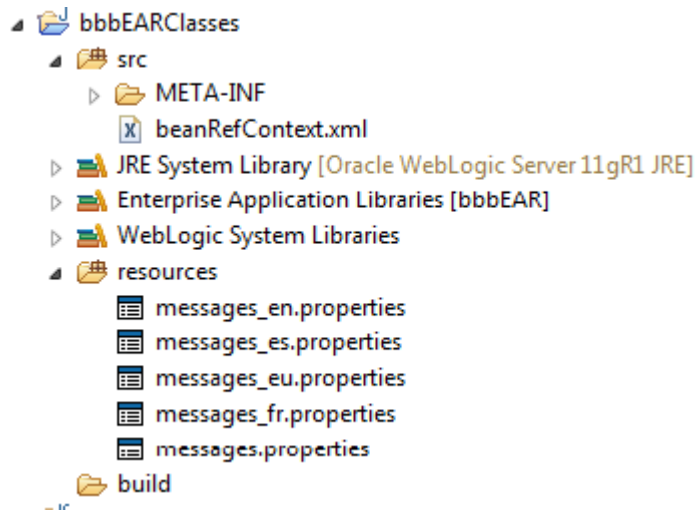 bbbEARClasses
src
META-INF
beanRefContext.xml
JRE System Library [Oracle WebLogic Server 11gR1 JRE]
Enterprise Application Libraries [bbbEAR]
WebLogic System Libraries
resources
messages_en.properties
messages_es.properties
messages_eu.properties
messages_fr.properties
messages.properties
build